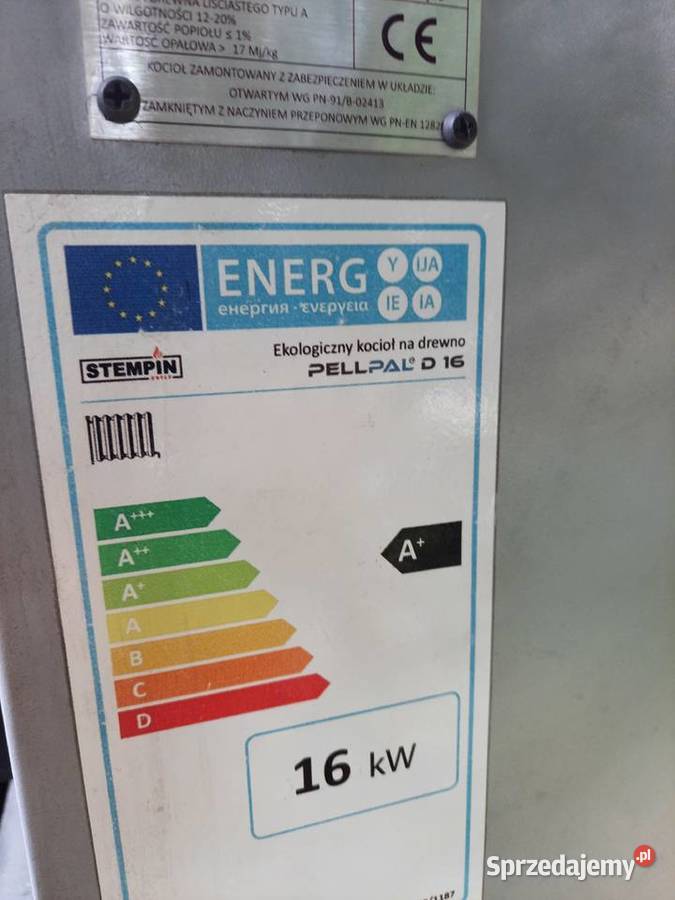 DREWNA LIŚCIASTEGO TYPU A
O WILGOTNOŚCI 12-20%
ZAWARTOŚĆ POPIOŁU ≤ 1%
WARTOŚĆ OPAŁOWA > 17 Mj/kg
CE
KOCIOŁ ZAMONTOWANY Z ZABEZPIECZENIEM W UKŁADZIE:
OTWARTYM WG PN-91/B-02413
ZAMKNIĘTYM Z NACZYNIEM PRZEPONOWYM WG PN-EN
ENERG Y IJA
енергия · ενεργεια IE IA
STEMPIN
Ekologiczny kocioł na drewno
PELLPAL® D 16
A+++
A++
A+
A+
A
B
C
D
16 kW
/1187
Sprzedajemy.pl